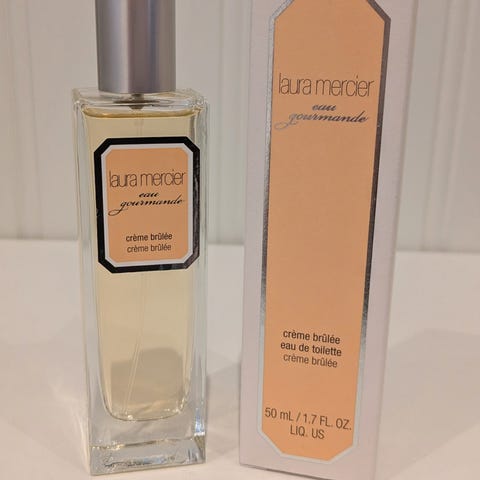 laura mercier
eau
gourmande
crème brûlée
crème brûlée
laura mercier
eau
gourmande
crème brûlée
eau de toilette
crème brûlée
50 mL / 1.7 FL. OZ.
LIQ. US